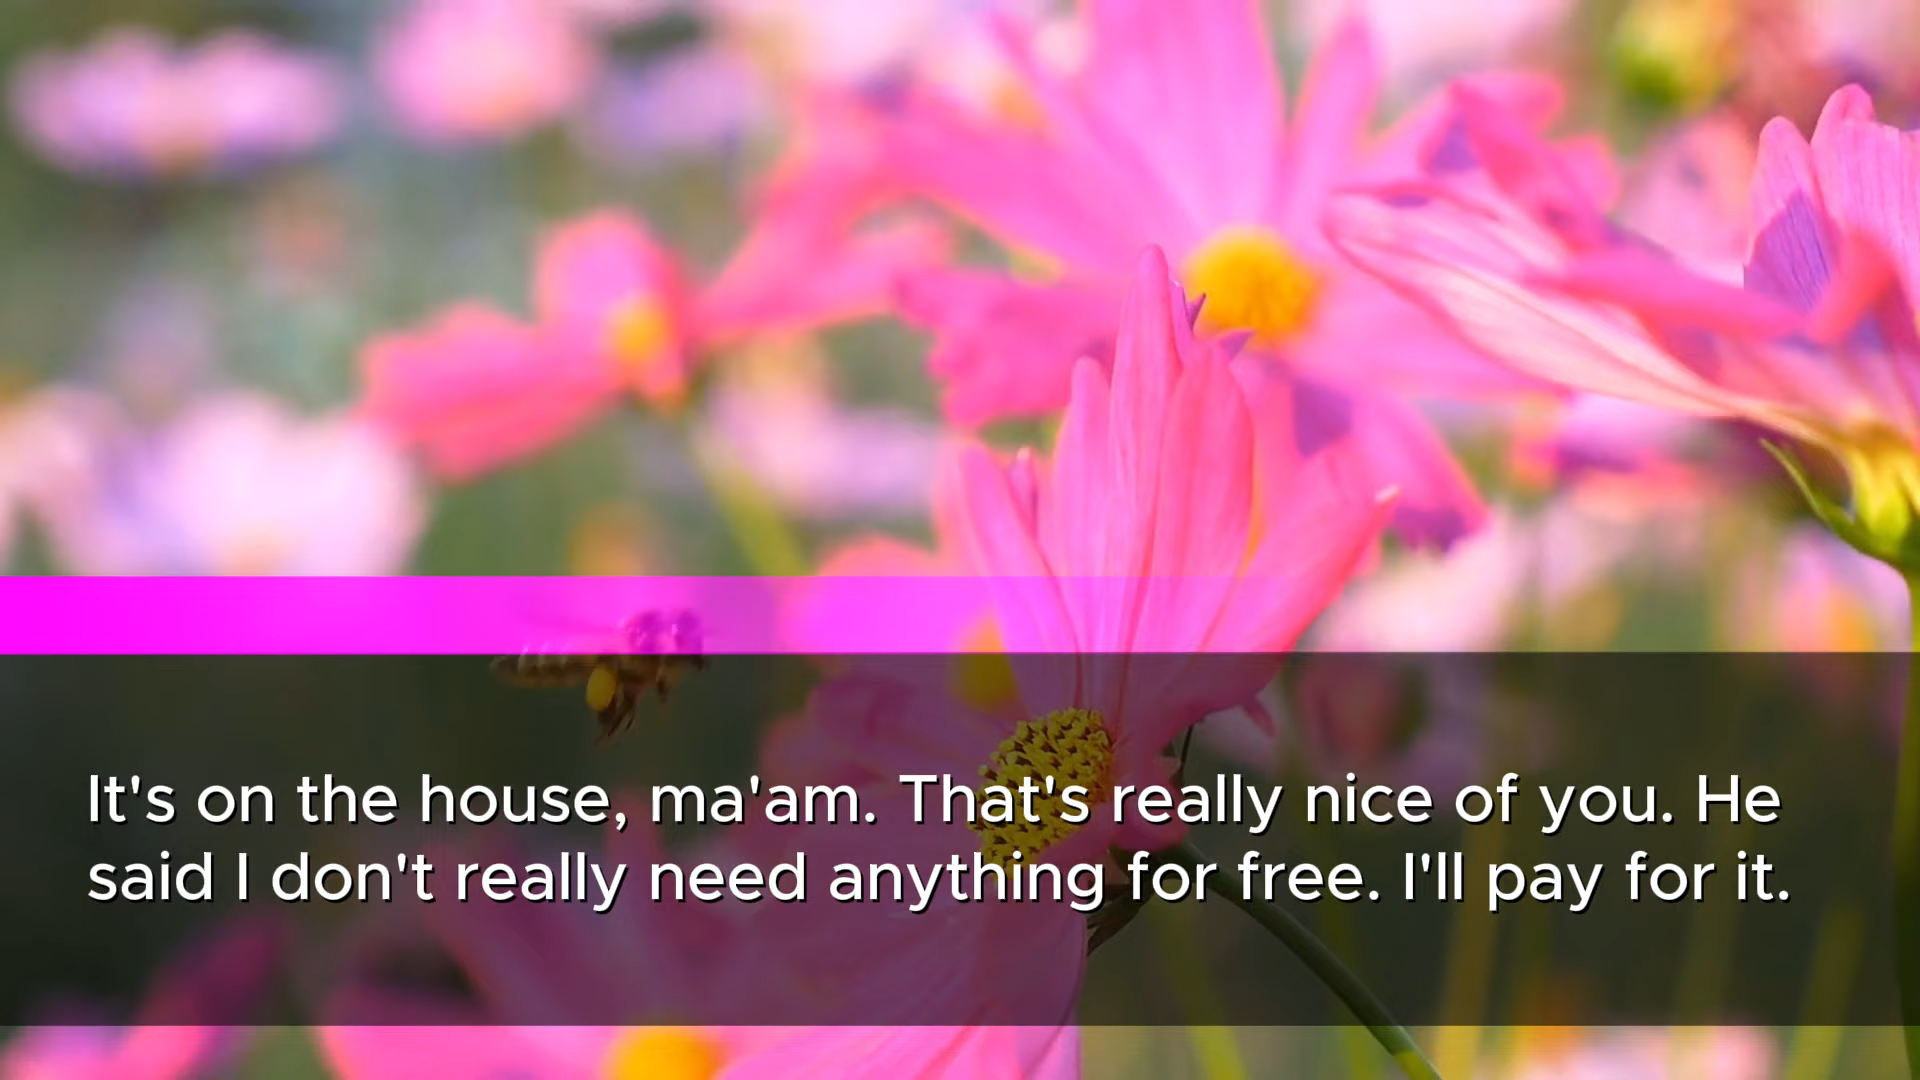 It's on the house, ma'am. That's really nice of you. He
said I don't really need anything for free. I'll pay for it.